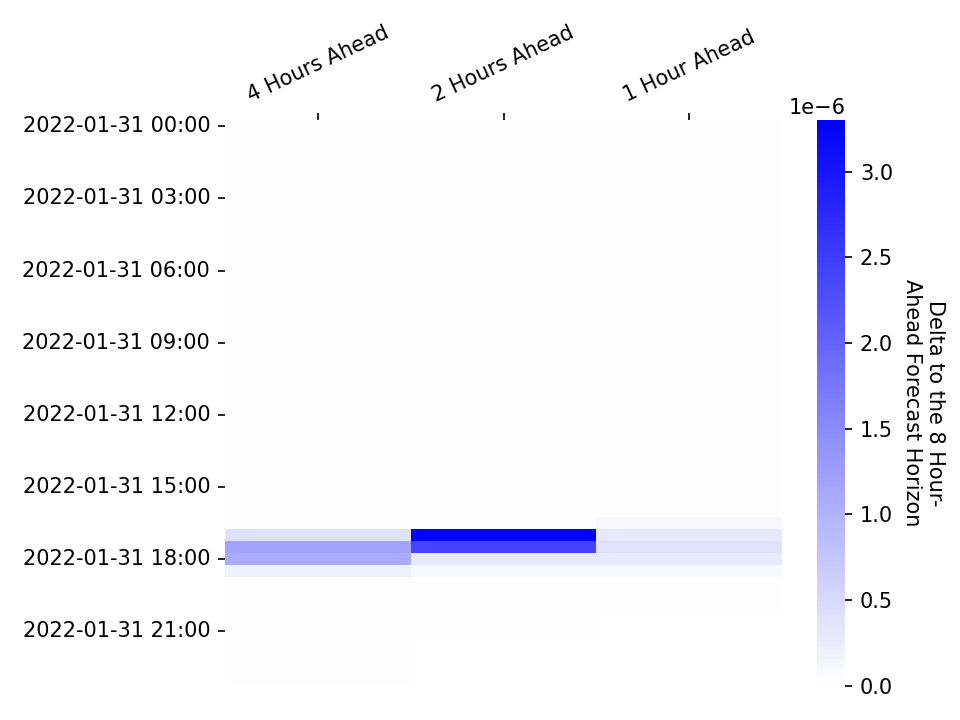 4 Hours Ahead
2 Hours Ahead
1 Hour Ahead
1e−6
2022-01-31 00:00
2022-01-31 03:00
2022-01-31 06:00
2022-01-31 09:00
2022-01-31 12:00
2022-01-31 15:00
2022-01-31 18:00
2022-01-31 21:00
3.0
2.5
2.0
1.5
1.0
0.5
0.0
Delta to the 8 Hour-
Ahead Forecast Horizon